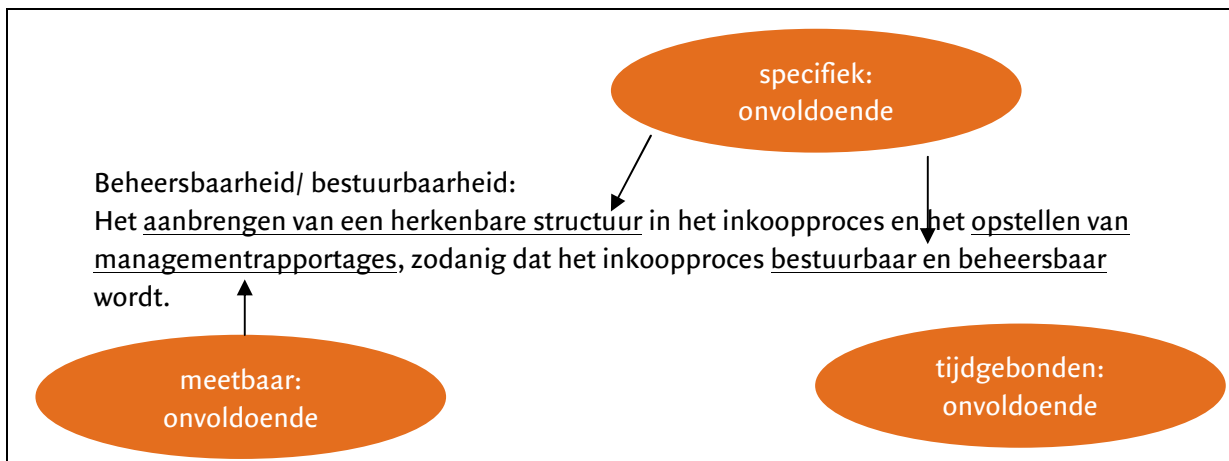 specifiek:
onvoldoende
Beheersbaarheid/ bestuurbaarheid:
Het aanbrengen van een herkenbare structuur in het inkoopproces en het opstellen van
managementrapportages, zodanig dat het inkoopproces bestuurbaar en beheersbaar
wordt.
meetbaar:
onvoldoende
tijdgebonden:
onvoldoende